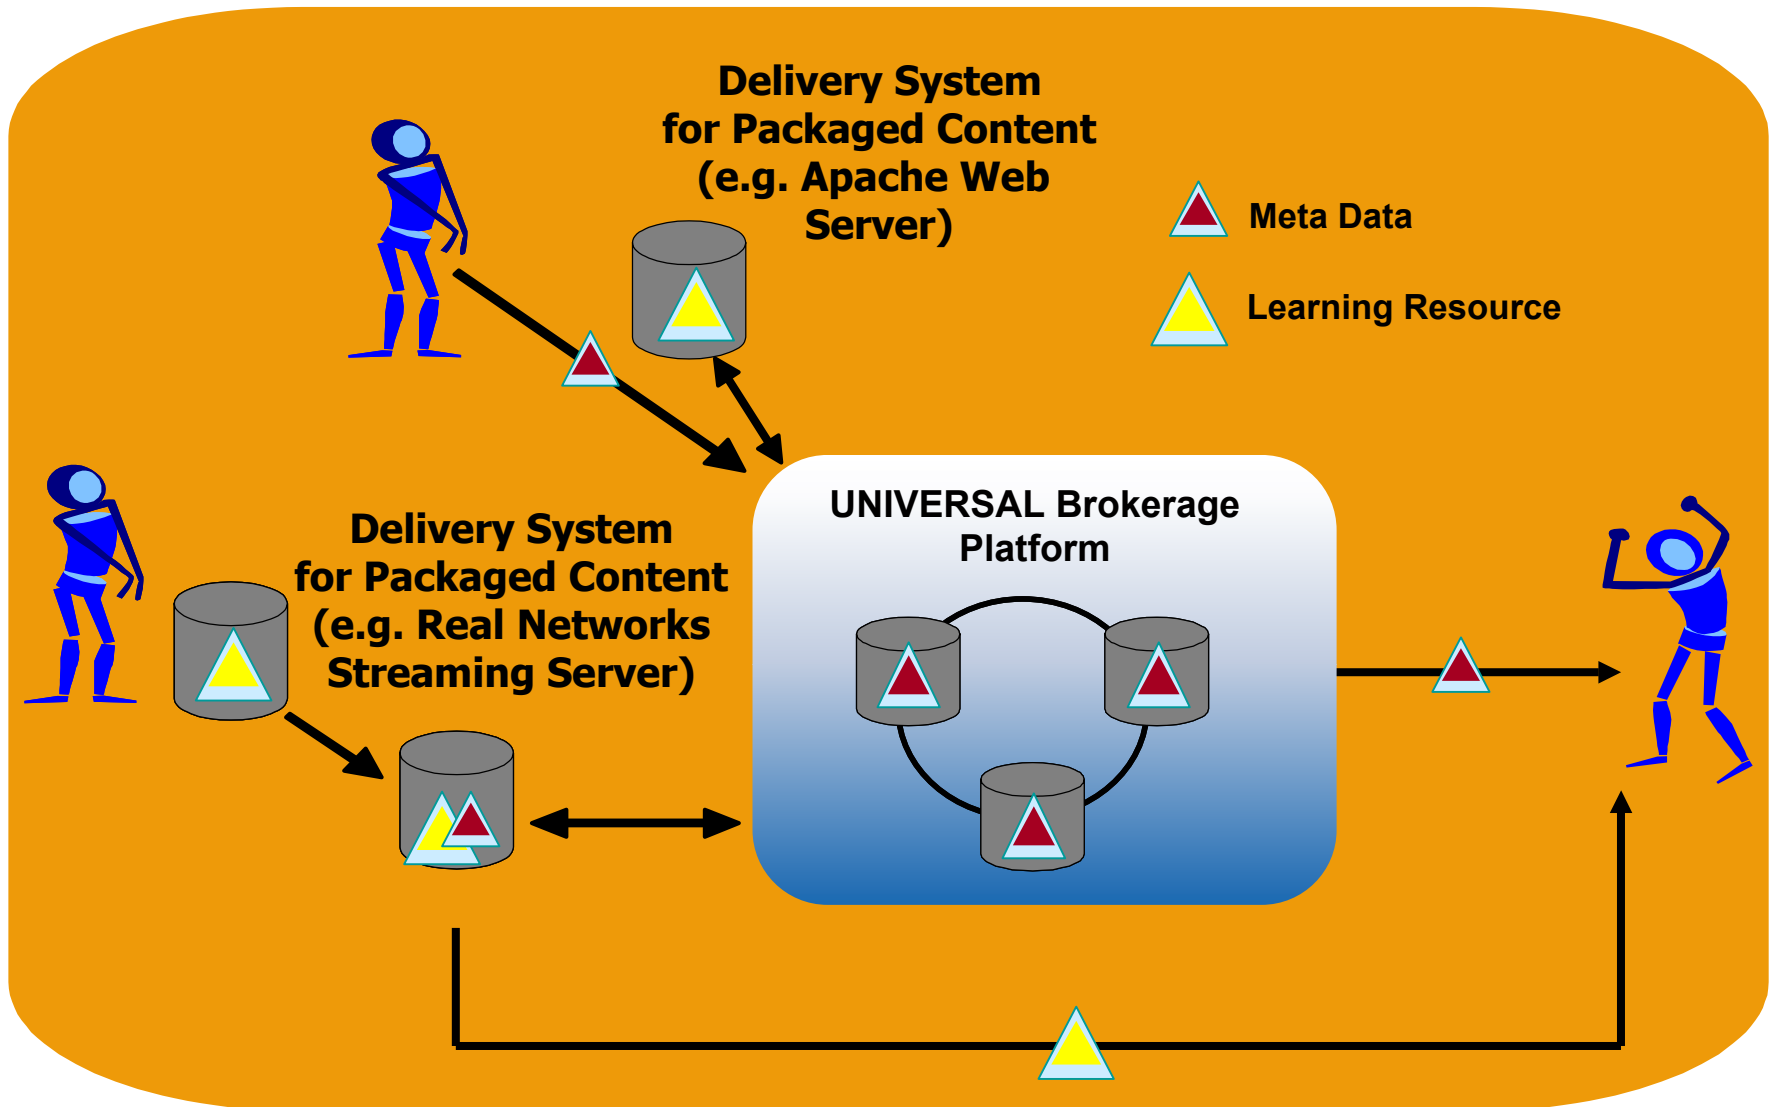 Delivery System
for Packaged Content
(e.g. Apache Web
Server)
Meta Data
Learning Resource
UNIVERSAL Brokerage
Platform
Delivery System
for Packaged Content
(e.g. Real Networks
Streaming Server)